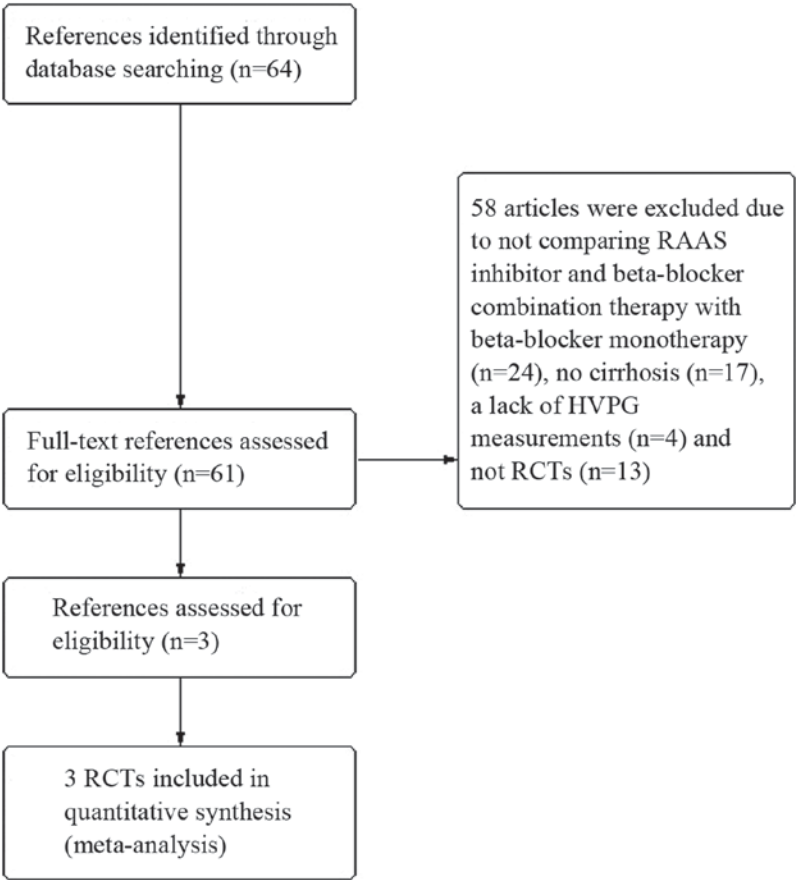 References identified through
database searching (n=64)
58 articles were excluded due
to not comparing RAAS
inhibitor and beta-blocker
combination therapy with
beta-blocker monotherapy
(n=24), no cirrhosis (n=17),
a lack of HVPG
measurements (n=4) and
not RCTs (n=13)
Full-text references assessed
for eligibility (n=61)
References assessed for
eligibility (n=3)
3 RCTs included in
quantitative synthesis
(meta-analysis)